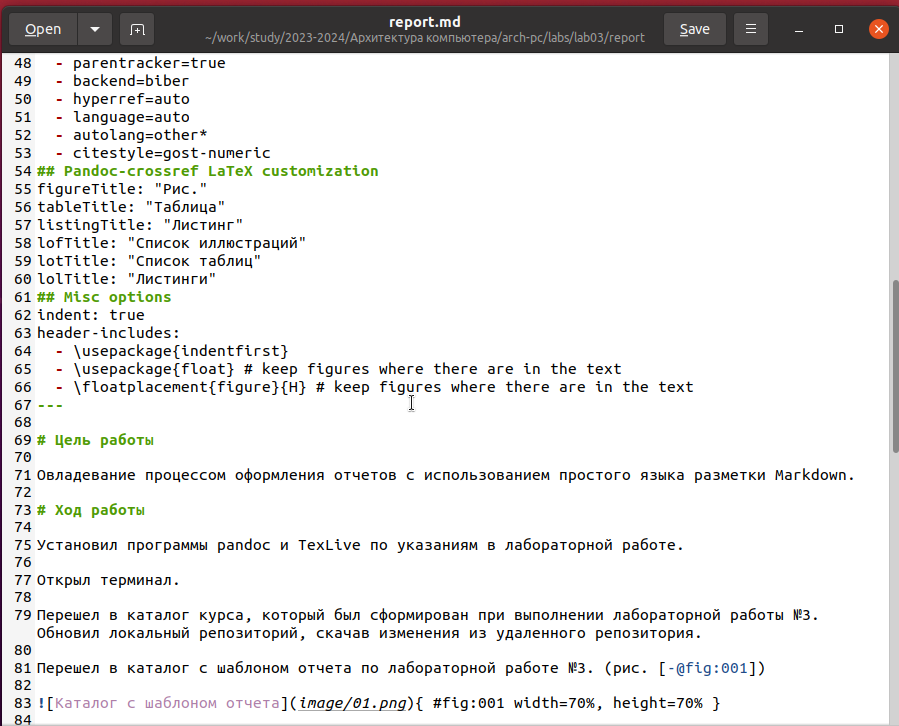 Open
report.md
~/work/study/2023-2024/Архитектура компьютера/arch-pc/labs/lab03/report
Save
48   - parentracker=true
49   - backend=biber
50   - hyperref=auto
51   - language=auto
52   - autolang=other*
53   - citestyle=gost-numeric
54 ## Pandoc-crossref LaTeX customization
55 figureTitle: "Рис."
56 tableTitle: "Таблица"
57 listingTitle: "Листинг"
58 lofTitle: "Список иллюстраций"
59 lotTitle: "Список таблиц"
60 lolTitle: "Листинги"
61 ## Misc options
62 indent: true
63 header-includes:
64   - \usepackage{indentfirst}
65   - \usepackage{float} # keep figures where there are in the text
66   - \floatplacement{figure}{H} # keep figures where there are in the text
67 ---
68
69 # Цель работы
70
71 Овладевание процессом оформления отчетов с использованием простого языка разметки Markdown.
72
73 # Ход работы
74
75 Установил программы pandoc и TexLive по указаниям в лабораторной работе.
76
77 Открыл терминал.
78
79 Перешел в каталог курса, который был сформирован при выполнении лабораторной работы №3.
Обновил локальный репозиторий, скачав изменения из удаленного репозитория.
80
81 Перешел в каталог с шаблоном отчета по лабораторной работе №3. (рис. [-@fig:001])
82
83 ![Каталог с шаблоном отчета](image/01.png){ #fig:001 width=70%, height=70% }
84